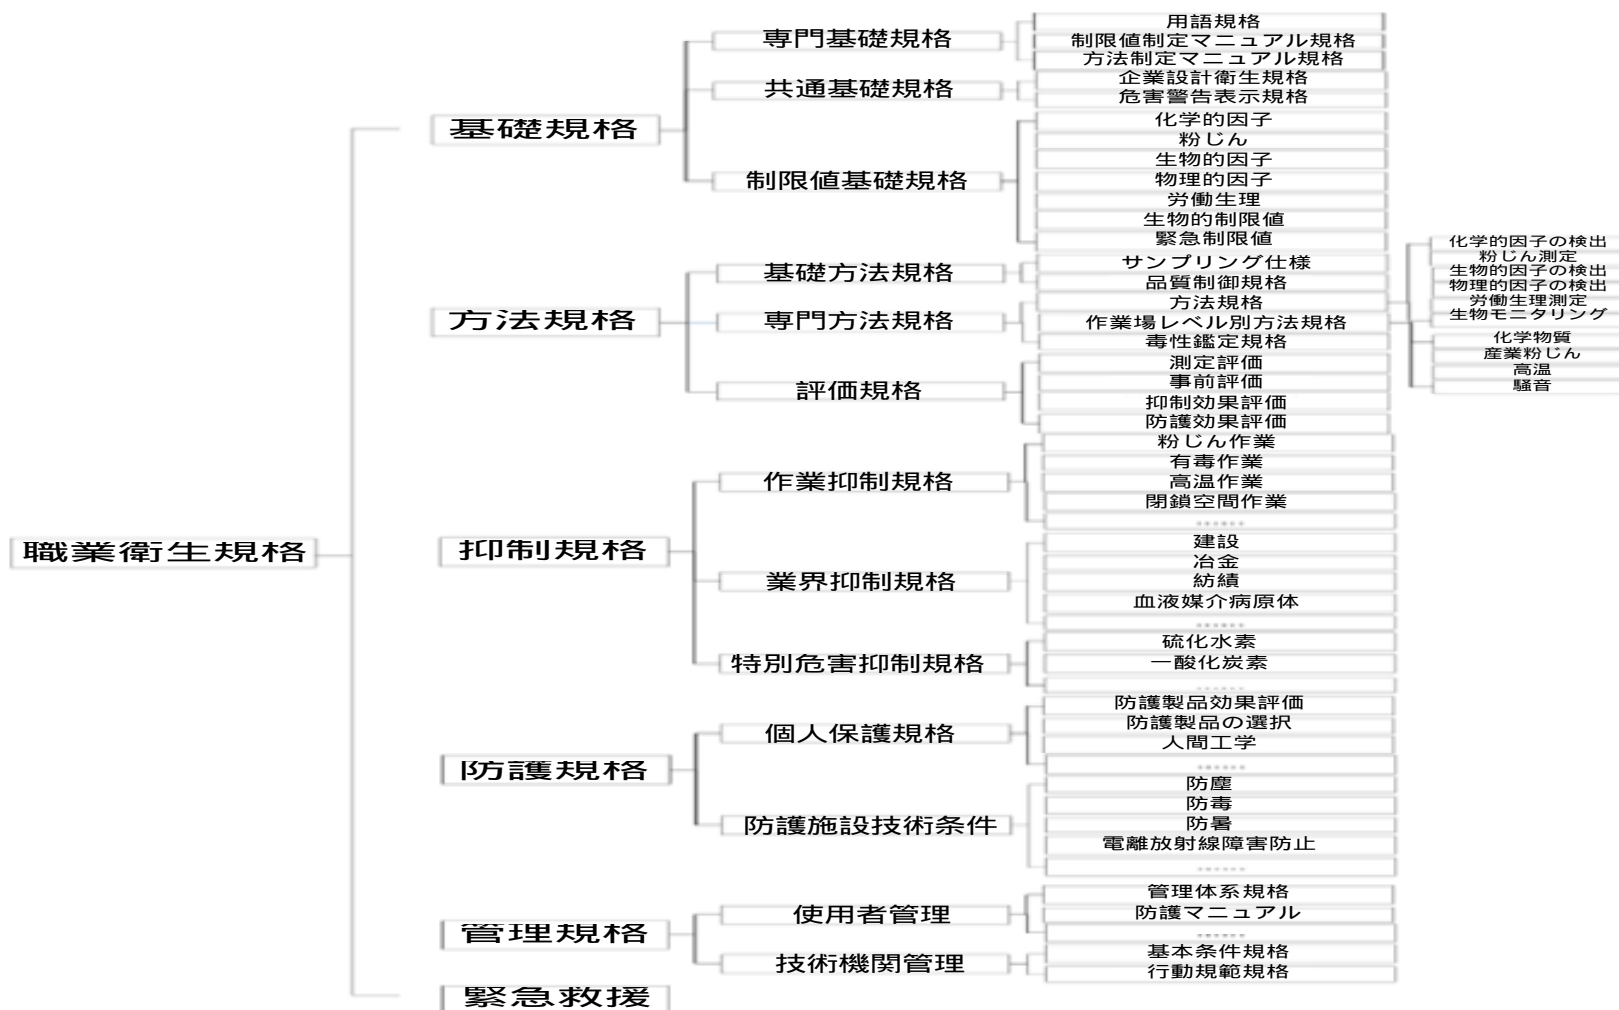 職業衛生規格
基礎規格
専門基礎規格
用語規格
制限値制定マニュアル規格
方法制定マニュアル規格
共通基礎規格
企業設計衛生規格
危害警告表示規格
制限値基礎規格
化学的因子
粉じん
生物的因子
物理的因子
労働生理
生物的制限値
緊急制限値
方法規格
基礎方法規格
サンプリング仕様
品質制御規格
専門方法規格
方法規格
化学的因子の検出
粉じん測定
生物的因子の検出
物理的因子の検出
労働生理測定
生物モニタリング
作業場レベル別方法規格
化学物質
産業粉じん
高温
騒音
毒性鑑定規格
評価規格
測定評価
事前評価
抑制効果評価
防護効果評価
抑制規格
作業抑制規格
粉じん作業
有毒作業
高温作業
閉鎖空間作業
……
業界抑制規格
建設
冶金
紡績
血液媒介病原体
……
特別危害抑制規格
硫化水素
一酸化炭素
……
防護規格
個人保護規格
防護製品効果評価
防護製品の選択
人間工学
……
防護施設技術条件
防塵
防毒
防暑
電離放射線障害防止
……
管理規格
使用者管理
管理体系規格
防護マニュアル
……
技術機関管理
基本条件規格
行動規範規格
緊急救援